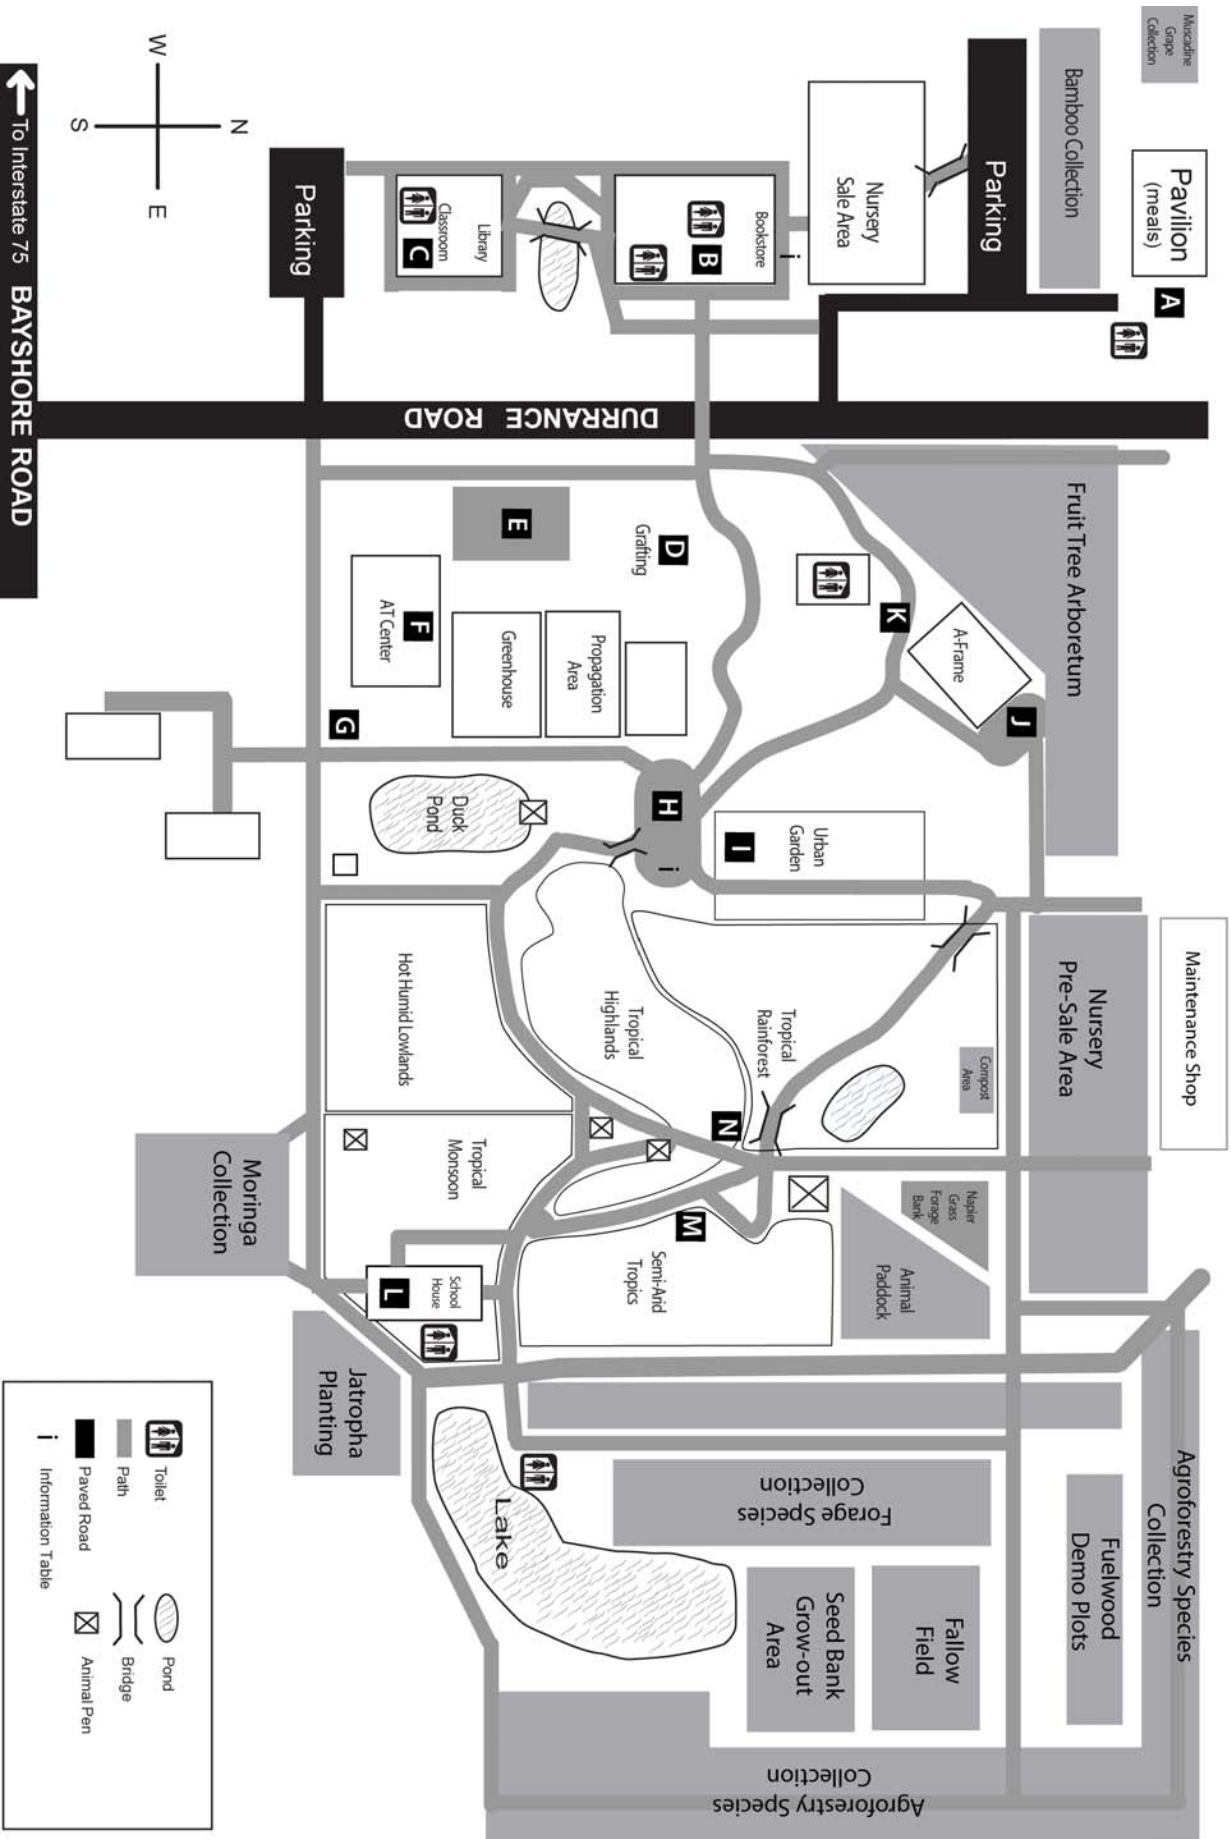 Muscadine
Grape
Collection
Pavilion
(meals)
A
Bamboo Collection
Parking
Nursery
Sale Area
Bookstore
i
B
Library
Classroom
C
Parking
N
W
E
S
To Interstate 75 BAYSHORE ROAD
DURRANCE ROAD
Fruit Tree Arboretum
K
A-Frame
J
D
Grafting
E
F
AT Center
Greenhouse
Propagation
Area
G
H
i
I
Urban
Garden
Duck
Pond
Maintenance Shop
Nursery
Pre-Sale Area
Compost
Area
Tropical
Rainforest
Tropical
Highlands
N
Hot Humid Lowlands
Tropical
Monsoon
Moringa
Collection
Napier
Grass
Forage
Bank
Animal
Paddock
M
Semi-Arid
Tropics
School
House
L
Jatropha
Planting
Agroforestry Species
Collection
Fuelwood
Demo Plots
Forage Species
Collection
Fallow
Field
Seed Bank
Grow-out
Area
Lake
Agroforestry Species
Collection
Toilet
Path
Paved Road
i Information Table
Pond
Bridge
Animal Pen